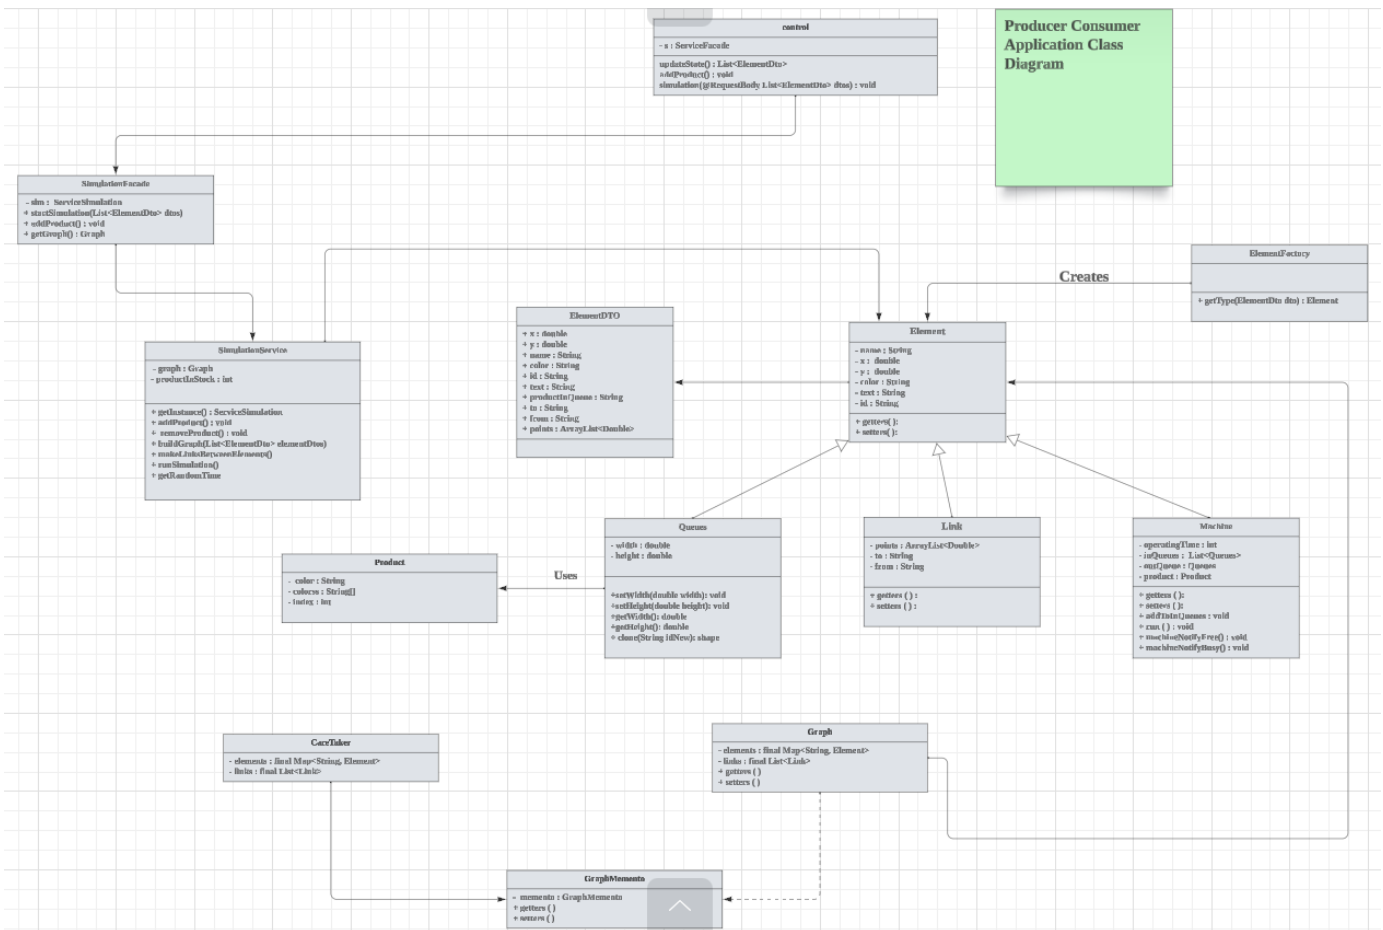 control
- s : ServiceFacade
updateState() : List<ElementDto>
addProduct() : void
simulation(@RequestBody List<ElementDto> dtos) : void
Producer Consumer
Application Class
Diagram
SimulationFacade
- sim : ServiceSimulation
+ startSimulation(List<ElementDto> dtos)
+ addProduct() : void
+ getGraph() : Graph
ElementFactory
+ getType(ElementDto dto) : Element
Creates
SimulationService
- graph : Graph
- productInStock : int
+ getInstance() : ServiceSimulation
+ addProduct() : void
+ removeProduct() : void
+ buildGraph(List<ElementDto> elementDtos)
+ makeLinksBetweenElements()
+ runSimulation()
+ getRandomTime
ElementDTO
+ x : double
+ y : double
+ name : String
+ color : String
+ id : String
+ text : String
+ productInQueue : String
+ to : String
+ from : String
+ points : ArrayList<Double>
Element
- name : String
- x : double
- y : double
- color : String
- text : String
- id : String
+ getters( ):
+ setters( ):
Product
- color : String
- colorss : String[]
- index : int
Uses
Queues
- width : double
- height : double
+setWidth(double width): void
+setHeight(double height): void
+getWidth(): double
+getHeight(): double
+ clone(String idNew): shape
Link
- points : ArrayList<Double>
- to : String
- from : String
+ getters ( ) :
+ setters ( ) :
Machine
- operatingTime : int
- inQueues : List<Queues>
- outQueue : Queues
- product : Product
+ getters ( ):
+ setters ( ):
+ addToInQueues : void
+ run ( ) : void
+ machineNotifyFree() : void
+ machineNotifyBusy() : void
CareTaker
- elements : final Map<String, Element>
- links : final List<Link>
Graph
- elements : final Map<String, Element>
- links : final List<Link>
+ getters ( )
+ setters ( )
GraphMemento
- memento : GraphMemento
+ getters ( )
+ setters ( )